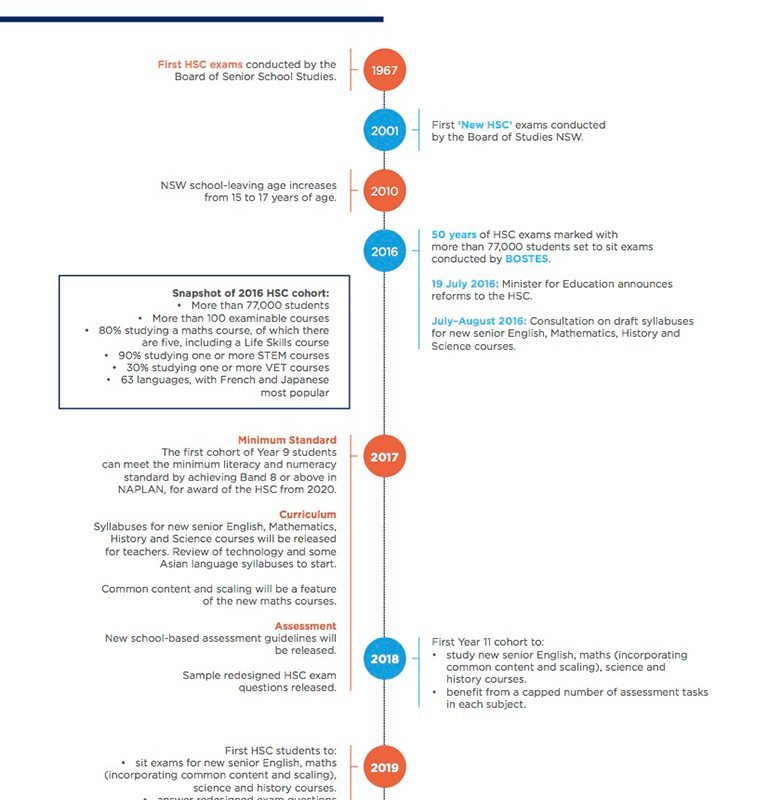 First HSC exams conducted by the
Board of Senior School Studies.
1967
2001
First 'New HSC' exams conducted
by the Board of Studies NSW.
NSW school-leaving age increases
from 15 to 17 years of age.
2010
2016
50 years of HSC exams marked with
more than 77,000 students set to sit exams
conducted by BOSTES.
19 July 2016: Minister for Education announces
reforms to the HSC.
July–August 2016: Consultation on draft syllabuses
for new senior English, Mathematics, History and
Science courses.
Snapshot of 2016 HSC cohort:
• More than 77,000 students
• More than 100 examinable courses
• 80% studying a maths course, of which there
are five, including a Life Skills course
• 90% studying one or more STEM courses
• 30% studying one or more VET courses
• 63 languages, with French and Japanese
most popular
Minimum Standard
The first cohort of Year 9 students
can meet the minimum literacy and numeracy
standard by achieving Band 8 or above in
NAPLAN, for award of the HSC from 2020.
2017
Curriculum
Syllabuses for new senior English, Mathematics,
History and Science courses will be released
for teachers. Review of technology and some
Asian language syllabuses to start.
Common content and scaling will be a feature
of the new maths courses.
Assessment
New school-based assessment guidelines will
be released.
Sample redesigned HSC exam
questions released.
2018
First Year 11 cohort to:
• study new senior English, maths (incorporating
common content and scaling), science and
history courses.
• benefit from a capped number of assessment tasks
in each subject.
First HSC students to:
• sit exams for new senior English, maths
(incorporating common content and scaling),
science and history courses.
• answer redesigned exam questions
2019